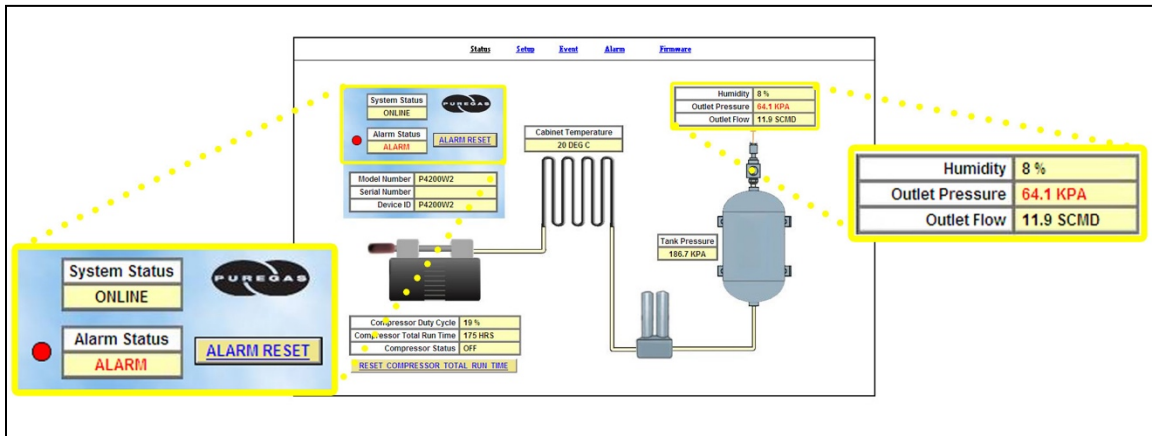 Status Setup Event Alarm Firmware
System Status
ONLINE
PUREGAS
Alarm Status
ALARM
ALARM RESET
Model Number P4200W2
Serial Number
Device ID P4200W2
Cabinet Temperature
20 DEG C
Humidity 8 %
Outlet Pressure 64.1 KPA
Outlet Flow 11.9 SCMD
Tank Pressure
186.7 KPA
Compressor Duty Cycle 19 %
Compressor Total Run Time 175 HRS
Compressor Status OFF
RESET COMPRESSOR TOTAL RUN TIME
System Status
ONLINE
PUREGAS
Alarm Status
ALARM
ALARM RESET
Humidity 8 %
Outlet Pressure 64.1 KPA
Outlet Flow 11.9 SCMD